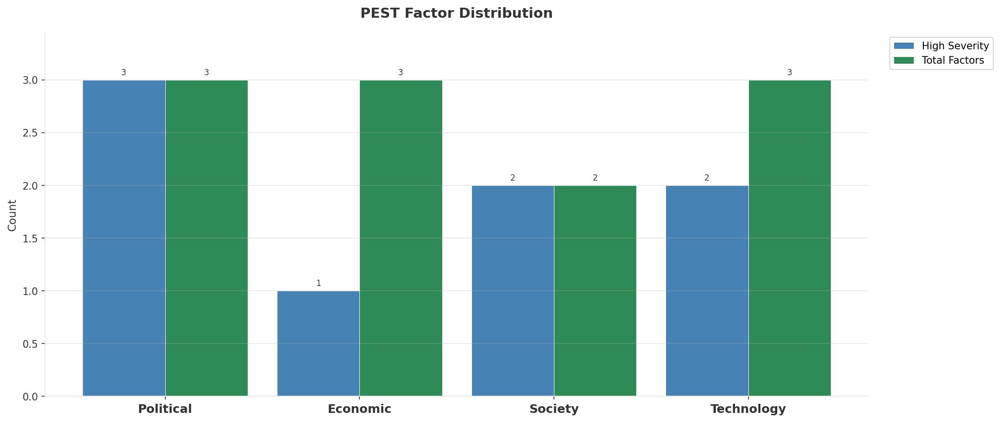 PEST Factor Distribution
High Severity
Total Factors
Count
3.0
2.5
2.0
1.5
1.0
0.5
0.0
3
3
1
3
2
2
2
3
Political
Economic
Society
Technology